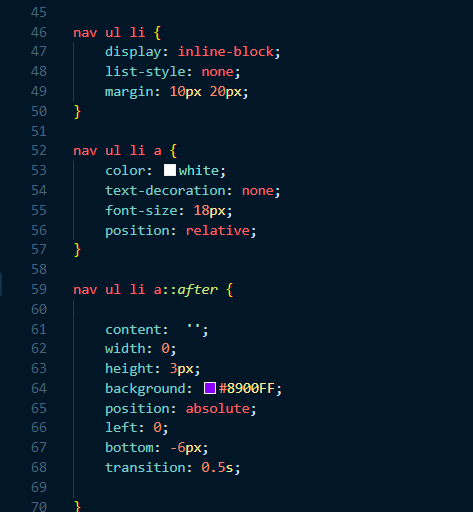 45
46 nav ul li {
47 display: inline-block;
48 list-style: none;
49 margin: 10px 20px;
50 }
51
52 nav ul li a {
53 color: white;
54 text-decoration: none;
55 font-size: 18px;
56 position: relative;
57 }
58
59 nav ul li a::after {
60
61 content:  '';
62 width: 0;
63 height: 3px;
64 background: #8900FF;
65 position: absolute;
66 left: 0;
67 bottom: -6px;
68 transition: 0.5s;
69
70 }